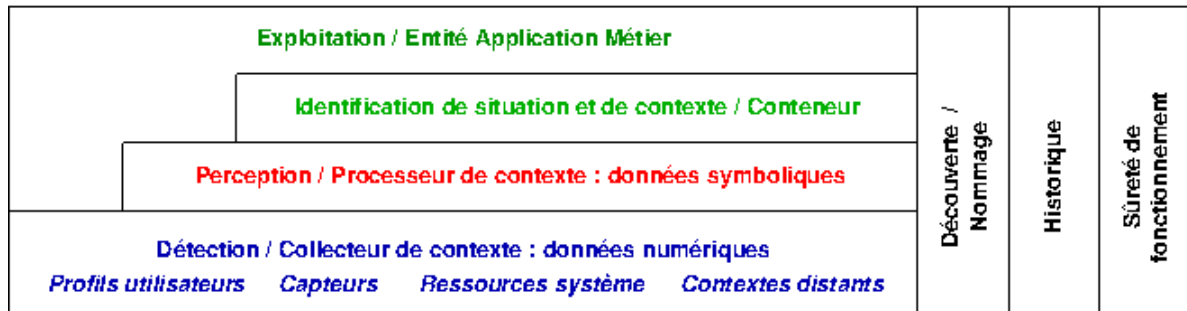 Exploitation / Entité Application Métier
Identification de situation et de contexte / Conteneur
Perception / Processeur de contexte : données symboliques
Détection / Collecteur de contexte : données numériques
Profils utilisateurs Capteurs Ressources système Contextes distants
Découverte /
Nommage
Historique
Sûreté de
fonctionnement